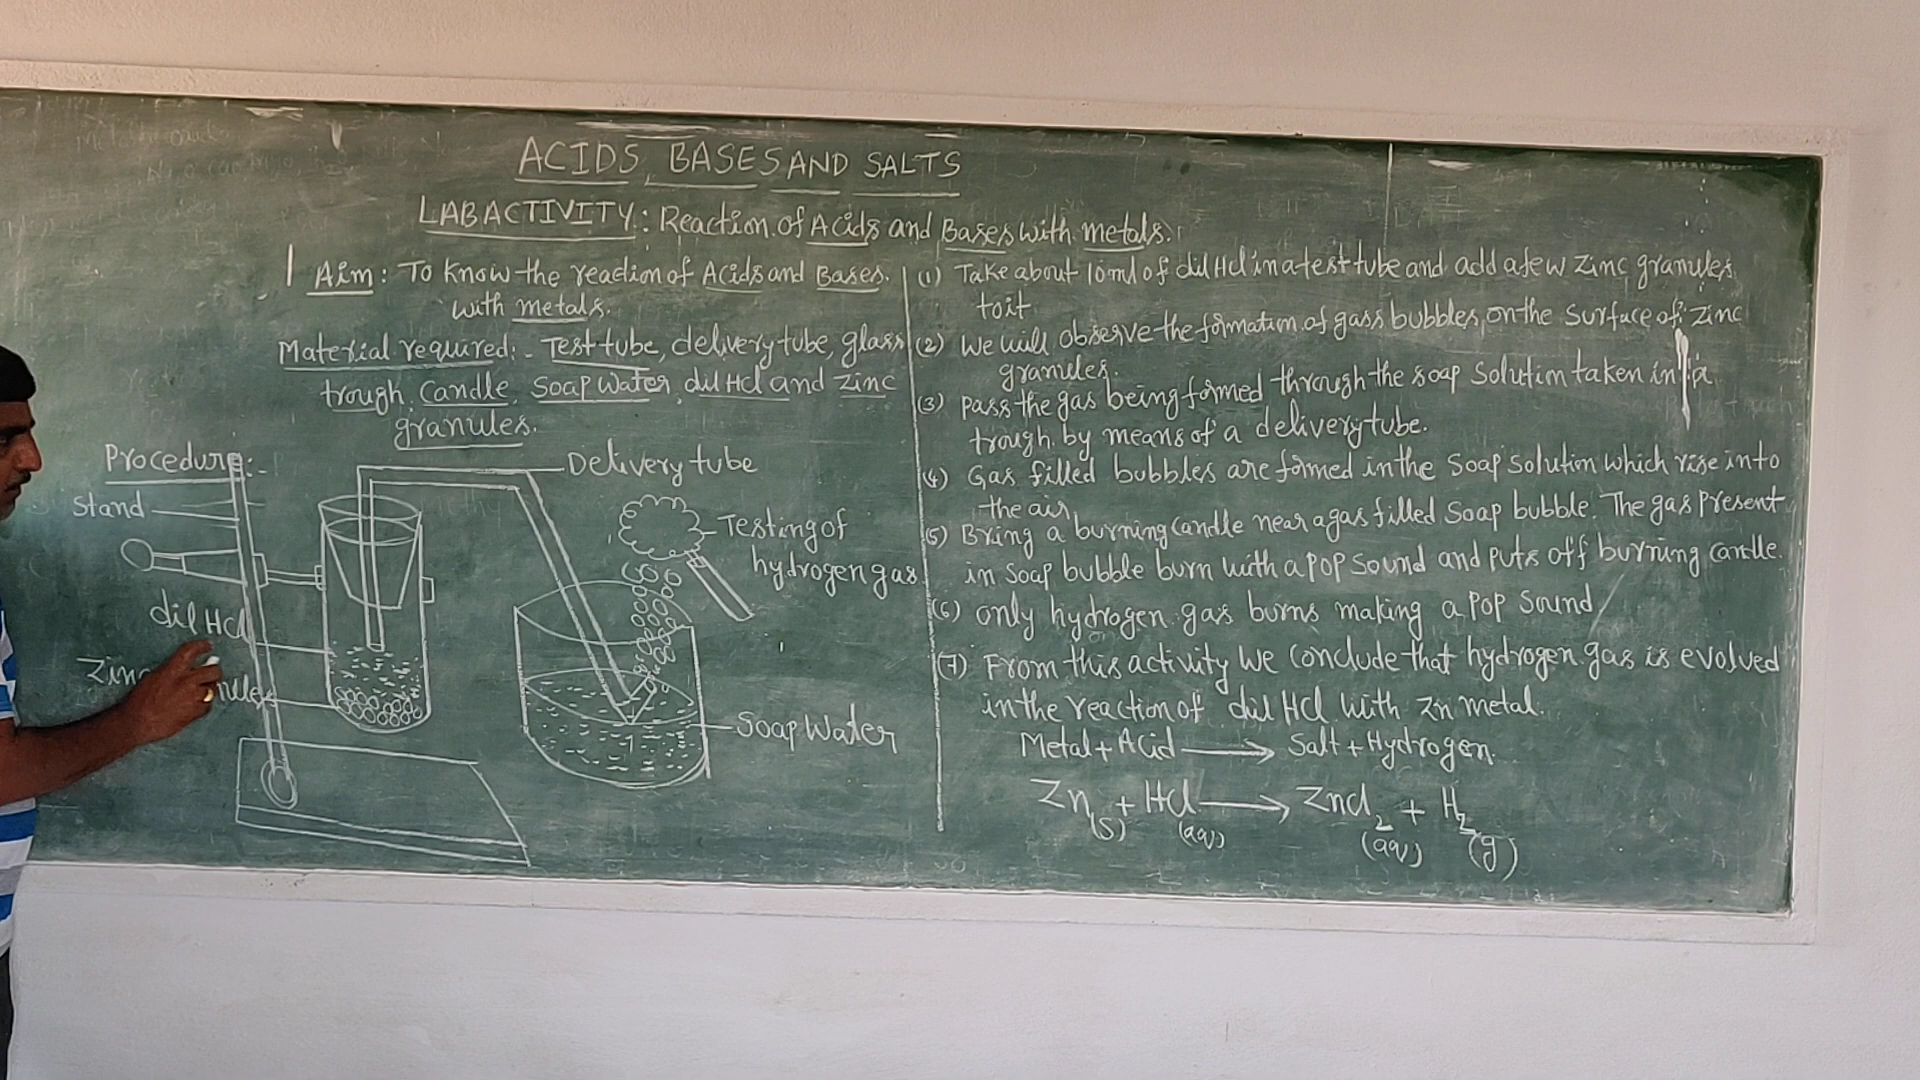 ACIDS, BASES AND SALTS
LAB ACTIVITY: Reaction of Acids and Bases with metals.
Aim: To know the reaction of Acids and Bases.
with metals.
Material required:- Test tube, delivery tube, glass
trough, Candle, Soap Water, dil Hcl and Zinc
granules.
Procedure:-
Stand
dil Hcl
Delivery tube
Testing of
hydrogen gas
Soap Water
(1) Take about 10ml of dil Hcl in a test tube and add a few Zinc granules
to it
(2) We will observe the formation of gass bubbles, on the surface of Zinc
granules.
(3) pass the gas being formed through the soap solution taken in a
trough by means of a delivery tube.
(4) Gas filled bubbles are formed in the Soap solution which rise into
the air,
(5) Bring a burning candle near a gas filled soap bubble. The gas present
in soap bubble burn with a pop sound and puts off burning candle.
(6) only hydrogen gas burns making a pop sound
(7) From this activity we conclude that hydrogen gas is evolved
in the reaction of dil Hcl with Zn metal.
Metal + Acid ⟶ Salt + Hydrogen.
Zn(s) + Hcl(aq) ⟶ Zncl2(aq) + H2(g)